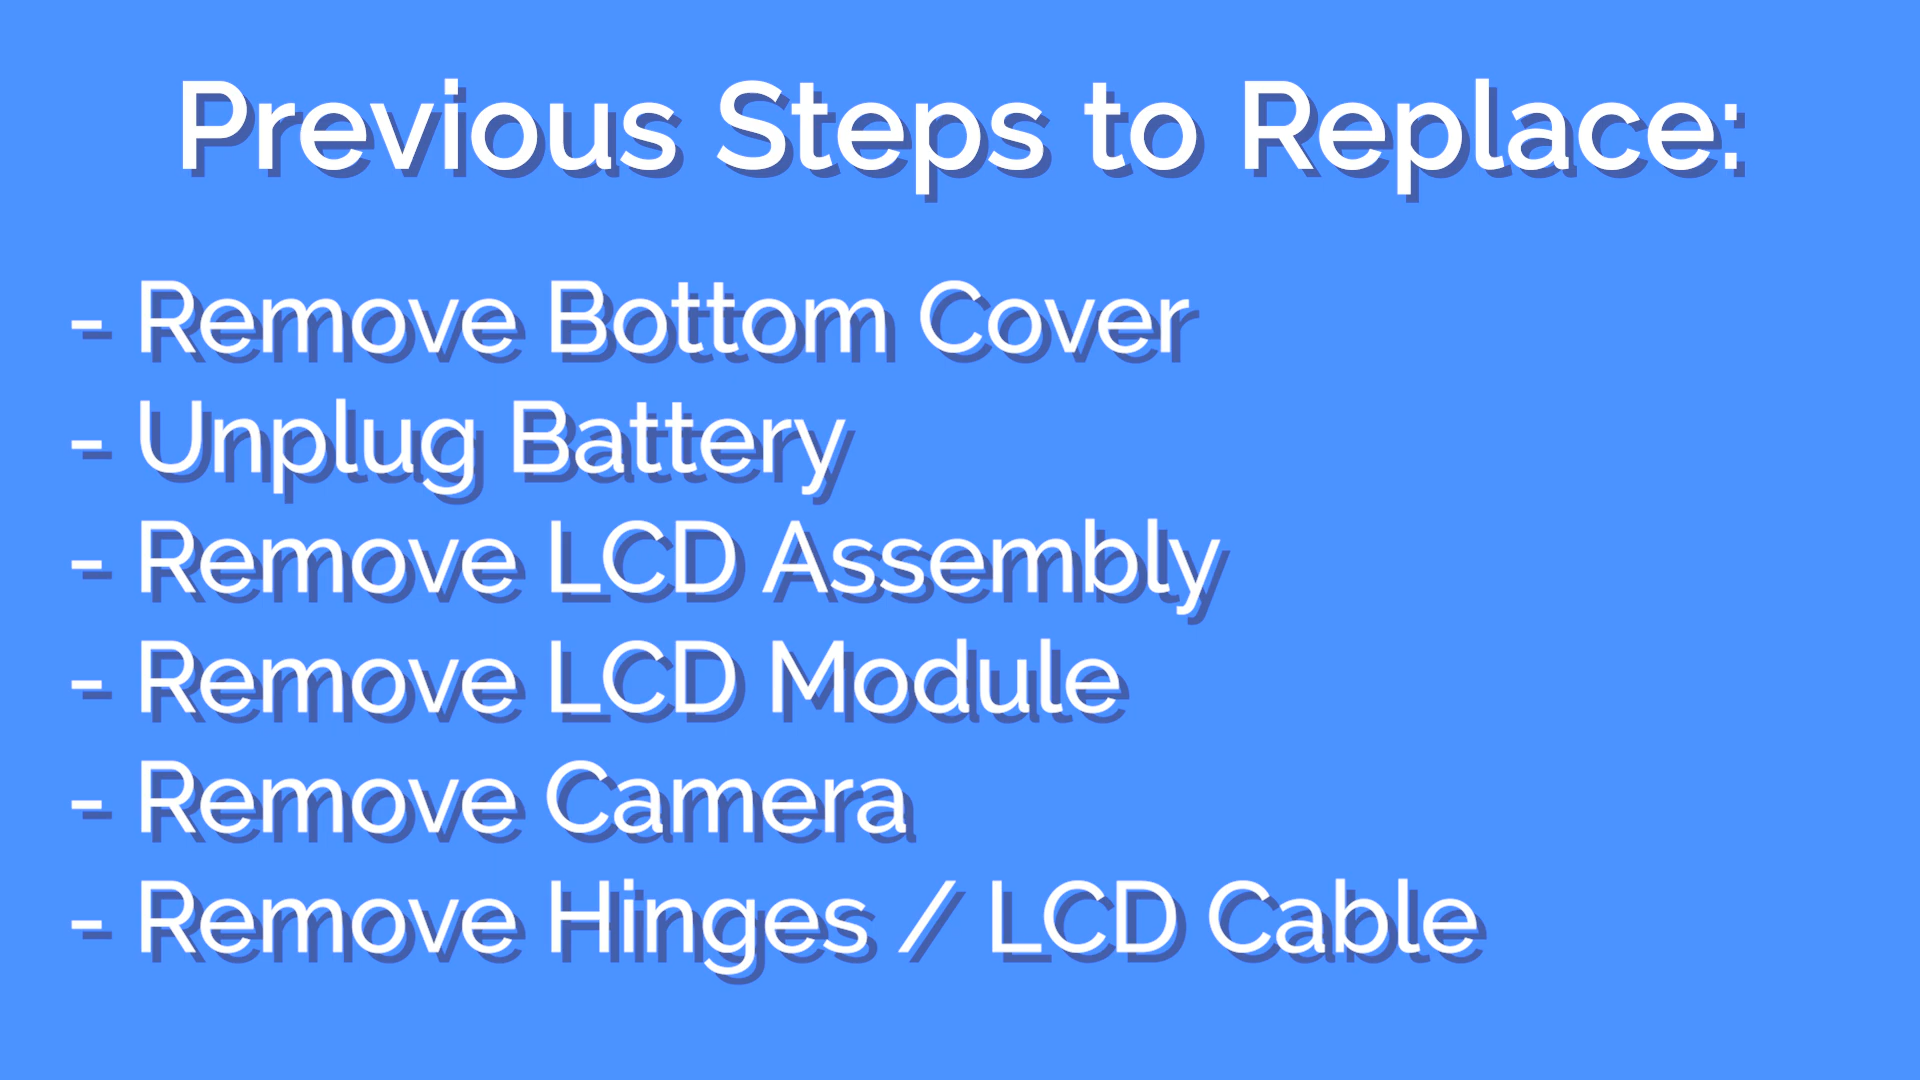 Previous Steps to Replace:
- Remove Bottom Cover
- Unplug Battery
- Remove LCD Assembly
- Remove LCD Module
- Remove Camera
- Remove Hinges / LCD Cable